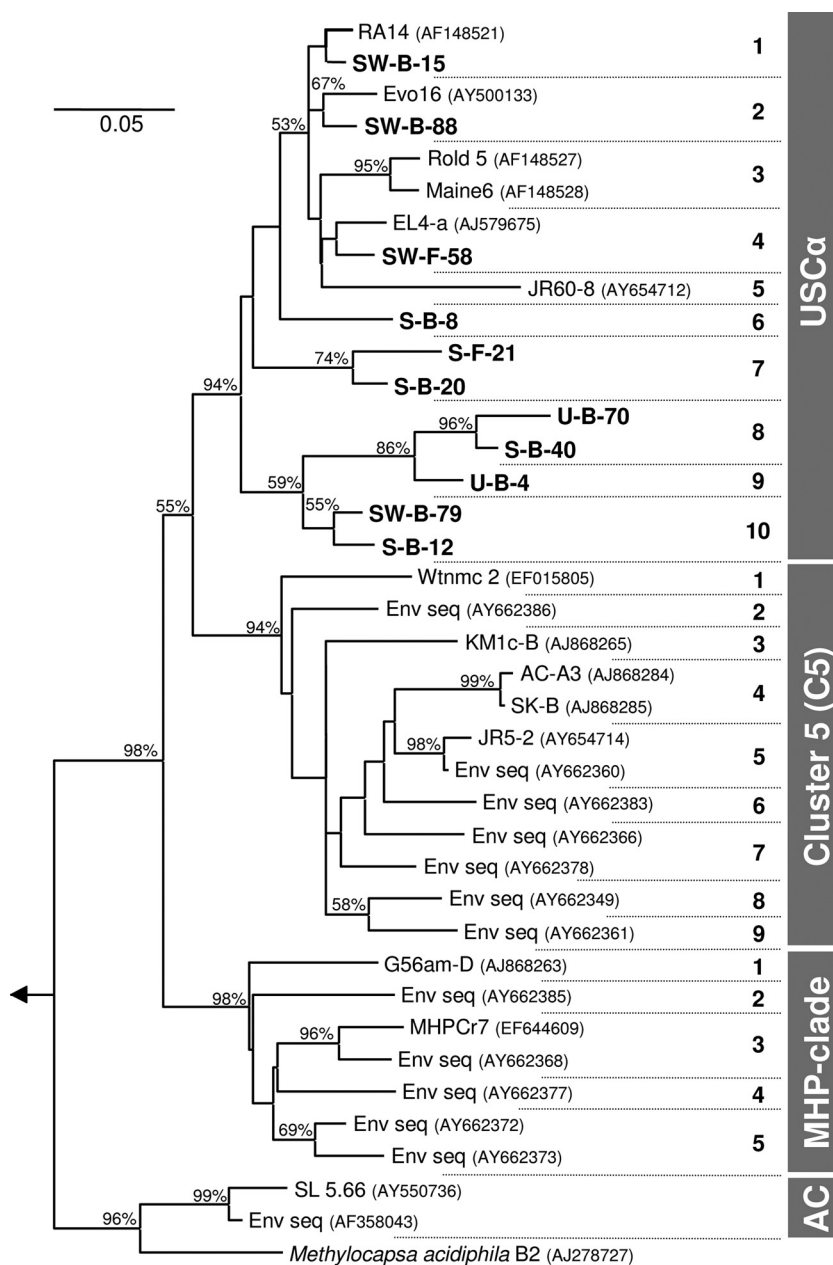 RA14 (AF148521)
1
SW-B-15
67%
Evo16 (AY500133)
2
0.05
53%
SW-B-88
Rold 5 (AF148527)
95%
3
Maine6 (AF148528)
EL4-a (AJ579675)
4
SW-F-58
USCα
JR60-8 (AY654712)
5
S-B-8
6
S-F-21
74%
7
S-B-20
94%
U-B-70
96%
8
S-B-40
86%
U-B-4
9
59%
55%
SW-B-79
55%
10
S-B-12
Wtnmc 2 (EF015805)
1
Env seq (AY662386)
2
94%
KM1c-B (AJ868265)
3
AC-A3 (AJ868284)
99%
4
SK-B (AJ868285)
JR5-2 (AY654714)
98%
5
98%
Env seq (AY662360)
Cluster 5 (C5)
Env seq (AY662383)
6
Env seq (AY662366)
7
Env seq (AY662378)
Env seq (AY662349)
8
58%
Env seq (AY662361)
9
G56am-D (AJ868263)
1
98%
Env seq (AY662385)
2
MHPCr7 (EF644609)
96%
3
Env seq (AY662368)
MHP-clade
Env seq (AY662377)
4
Env seq (AY662372)
69%
5
Env seq (AY662373)
SL 5.66 (AY550736)
99%
AC
Env seq (AF358043)
96%
Methylocapsa acidiphila B2 (AJ278727)